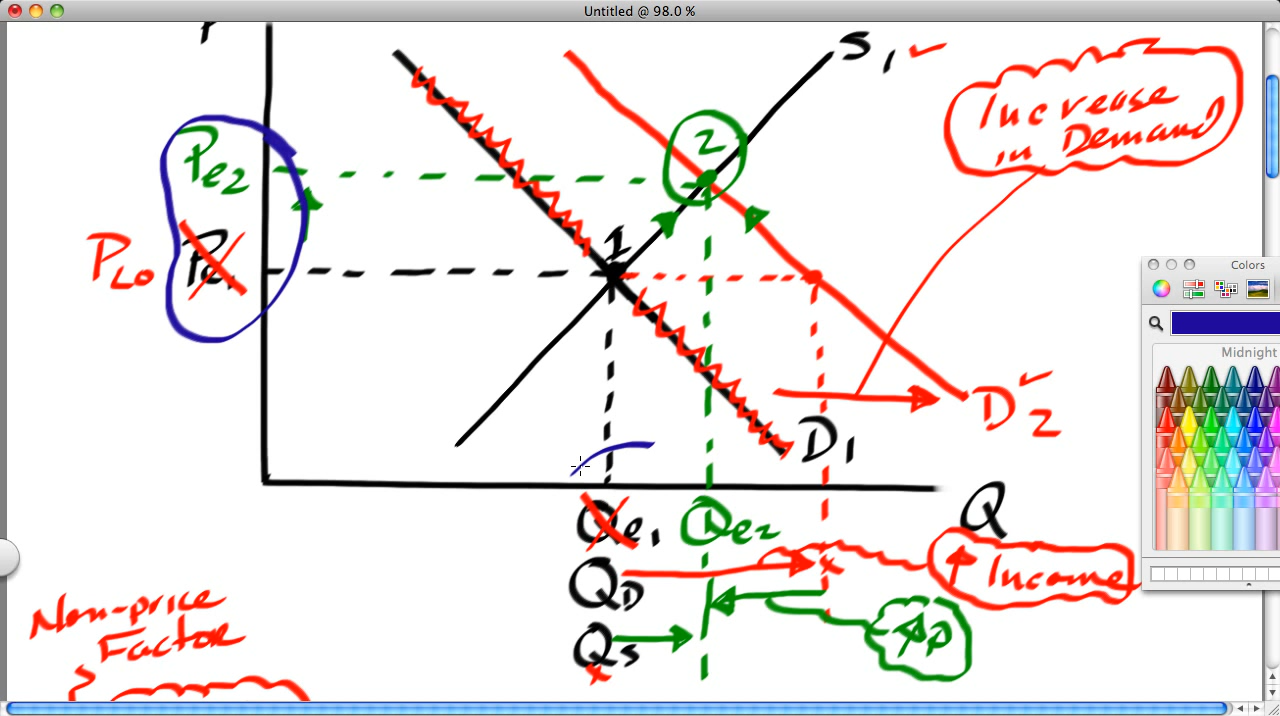 Untitled @ 98.0 %
P
S1
Increase
in Demand
2
Pe2
1
PLo
Pe1
D2
D1
Colors
Midnight
Q
Qe1
Qe2
QD
x
↑ Income
Qs
x
↑P
Non-price
Factor